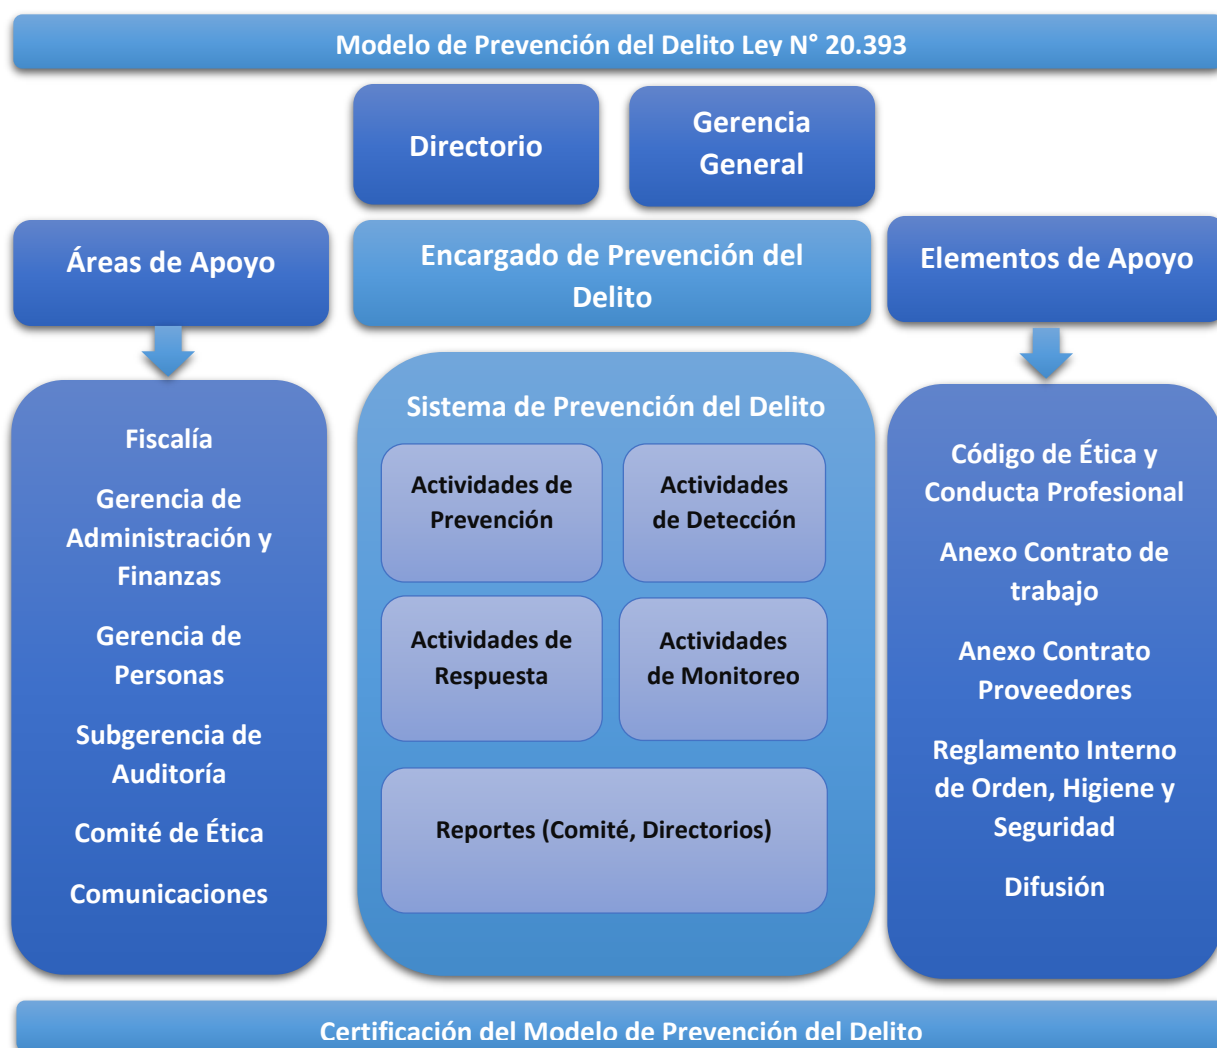 Modelo de Prevención del Delito Ley N° 20.393
Directorio
Gerencia
General
Áreas de Apoyo
Encargado de Prevención del
Delito
Elementos de Apoyo
Fiscalía
Gerencia de
Administración y
Finanzas
Gerencia de
Personas
Subgerencia de
Auditoría
Comité de Ética
Comunicaciones
Sistema de Prevención del Delito
Actividades de
Prevención
Actividades
de Detección
Actividades de
Respuesta
Actividades
de Monitoreo
Reportes (Comité, Directorios)
Código de Ética y
Conducta Profesional
Anexo Contrato de
trabajo
Anexo Contrato
Proveedores
Reglamento Interno
de Orden, Higiene y
Seguridad
Difusión
Certificación del Modelo de Prevención del Delito